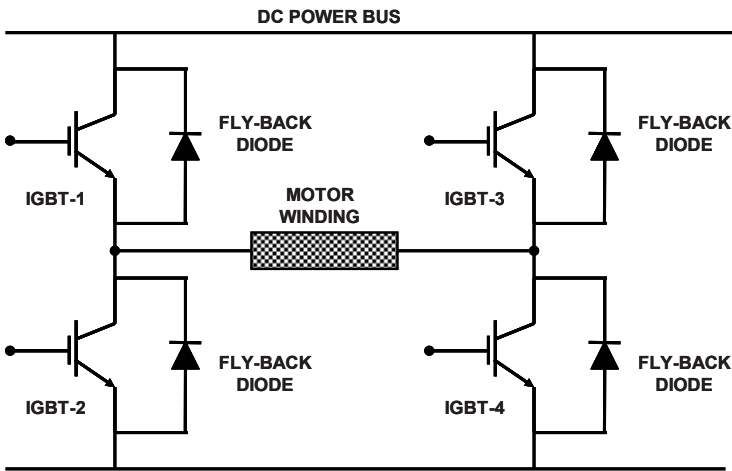 DC POWER BUS
FLY-BACK
DIODE
FLY-BACK
DIODE
IGBT-1
MOTOR
WINDING
IGBT-3
FLY-BACK
DIODE
FLY-BACK
DIODE
IGBT-2
IGBT-4